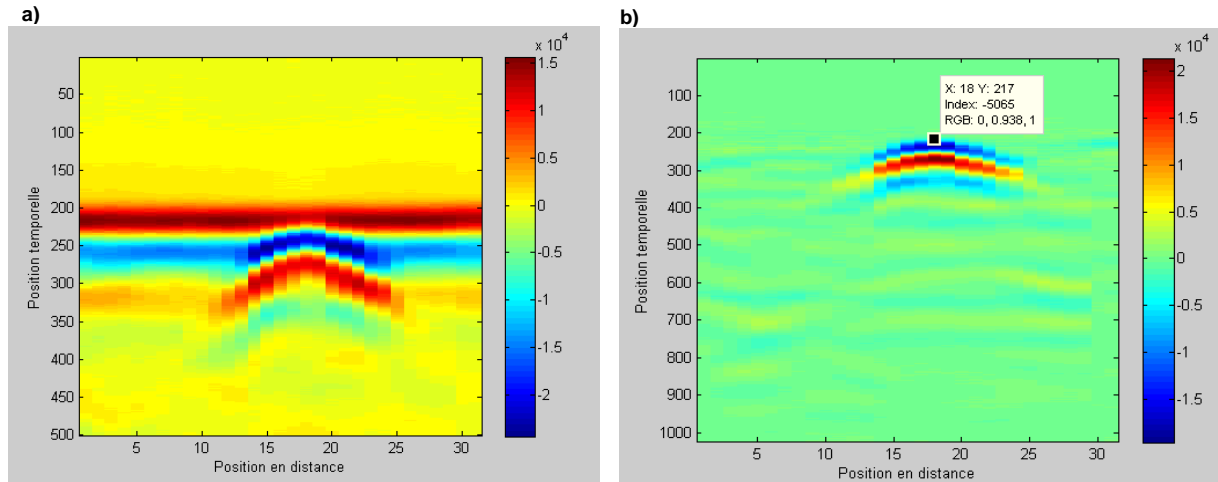 a)
x 10^4
50
100
150
200
250
300
350
400
450
500
5 10 15 20 25 30
Position temporelle
Position en distance
1.5
1
0.5
0
-0.5
-1
-1.5
-2
b)
x 10^4
X: 18 Y: 217
Index: -5065
RGB: 0, 0.938, 1
100
200
300
400
500
600
700
800
900
1000
5 10 15 20 25 30
Position temporelle
Position en distance
2
1.5
1
0.5
0
-0.5
-1
-1.5